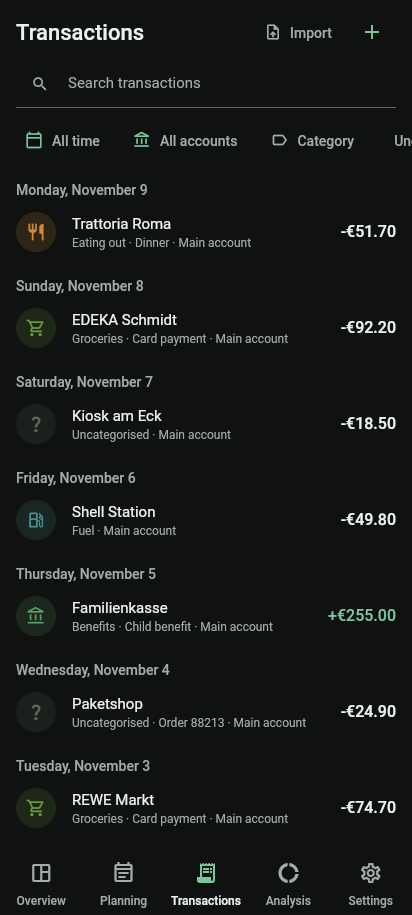 Transactions
Import
Search transactions
All time
All accounts
Category
Monday, November 9
Trattoria Roma
-€51.70
Eating out · Dinner · Main account
Sunday, November 8
EDEKA Schmidt
-€92.20
Groceries · Card payment · Main account
Saturday, November 7
Kiosk am Eck
-€18.50
Uncategorised · Main account
Friday, November 6
Shell Station
-€49.80
Fuel · Main account
Thursday, November 5
Familienkasse
+€255.00
Benefits · Child benefit · Main account
Wednesday, November 4
Paketshop
-€24.90
Uncategorised · Order 88213 · Main account
Tuesday, November 3
REWE Markt
-€74.70
Groceries · Card payment · Main account
Overview
Planning
Transactions
Analysis
Settings